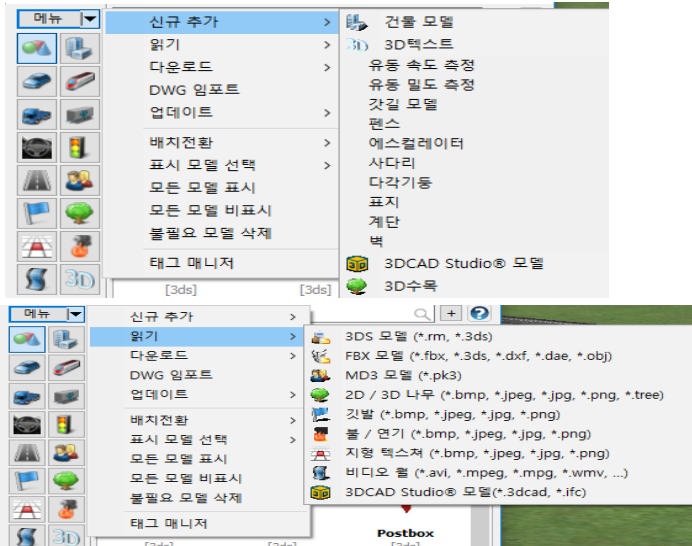 메뉴
신규 추가 >
읽기 >
다운로드 >
DWG 임포트
업데이트 >
배치전환 >
표시 모델 선택 >
모든 모델 표시
모든 모델 비표시
불필요 모델 삭제
태그 매니저
[3ds] [3ds]
3D
건물 모델
3D 3D텍스트
유동 속도 측정
유동 밀도 측정
갓길 모델
펜스
에스컬레이터
사다리
다각기둥
표지
계단
벽
3D 3DCAD Studio® 모델
3D수목
메뉴
신규 추가 >
읽기 >
다운로드 >
DWG 임포트
업데이트 >
배치전환 >
표시 모델 선택 >
모든 모델 표시
모든 모델 비표시
불필요 모델 삭제
태그 매니저
3D
+ ?
3DS 모델 (*.rm, *.3ds)
FBX 모델 (*.fbx, *.3ds, *.dxf, *.dae, *.obj)
MD3 모델 (*.pk3)
2D / 3D 나무 (*.bmp, *.jpeg, *.jpg, *.png, *.tree)
깃발 (*.bmp, *.jpeg, *.jpg, *.png)
불 / 연기 (*.bmp, *.jpeg, *.jpg, *.png)
지형 텍스쳐 (*.bmp, *.jpeg, *.jpg, *.png)
비디오 월 (*.avi, *.mpeg, *.mpg, *.wmv, ...)
3D 3DCAD Studio® 모델(*.3dcad, *.ifc)
Postbox
[3ds] [3ds] [3ds]